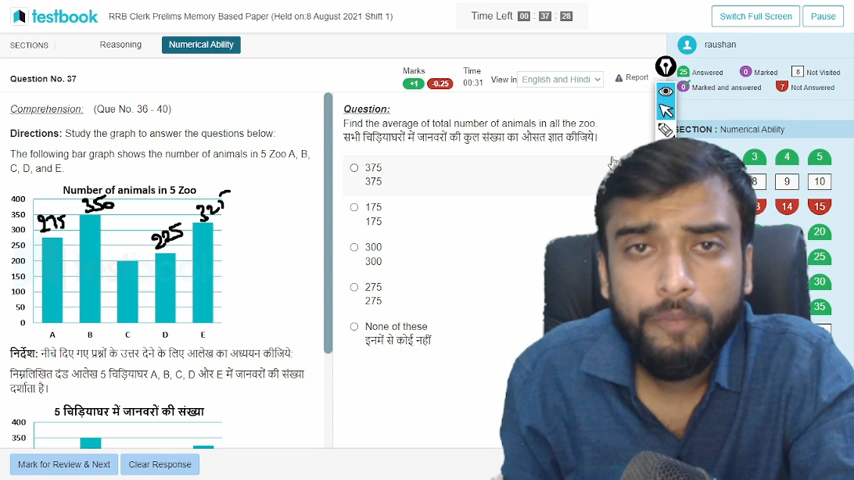 testbook
RRB Clerk Prelims Memory Based Paper (Held on:8 August 2021 Shift 1)
Time Left 00 : 37 : 28
Switch Full Screen
Pause
SECTIONS
Reasoning
Numerical Ability
raushan
Question No. 37
Marks
+1 -0.25
Time
00:31
View in English and Hindi
Report
25 Answered
0 Marked
8 Not Visited
0 Marked and answered
7 Not Answered
Comprehension: (Que No. 36 - 40)
Directions: Study the graph to answer the questions below:
The following bar graph shows the number of animals in 5 Zoo A, B,
C, D, and E.
Number of animals in 5 Zoo
400
350
300
250
200
150
100
50
0
A B C D E
275
350
225
325
निर्देश: नीचे दिए गए प्रश्नों के उत्तर देने के लिए आलेख का अध्ययन कीजिये:
निम्नलिखित दंड आलेख 5 चिड़ियाघर A, B, C, D और E में जानवरों की संख्या
दर्शाता है।
5 चिड़ियाघर में जानवरों की संख्या
400
350
Question:
Find the average of total number of animals in all the zoo.
सभी चिड़ियाघरों में जानवरों की कुल संख्या का औसत ज्ञात कीजिये।
375
375
175
175
300
300
275
275
None of these
इनमें से कोई नहीं
SECTION : Numerical Ability
3 4 5
8 9 10
14 15
20
25
30
35
Mark for Review & Next
Clear Response